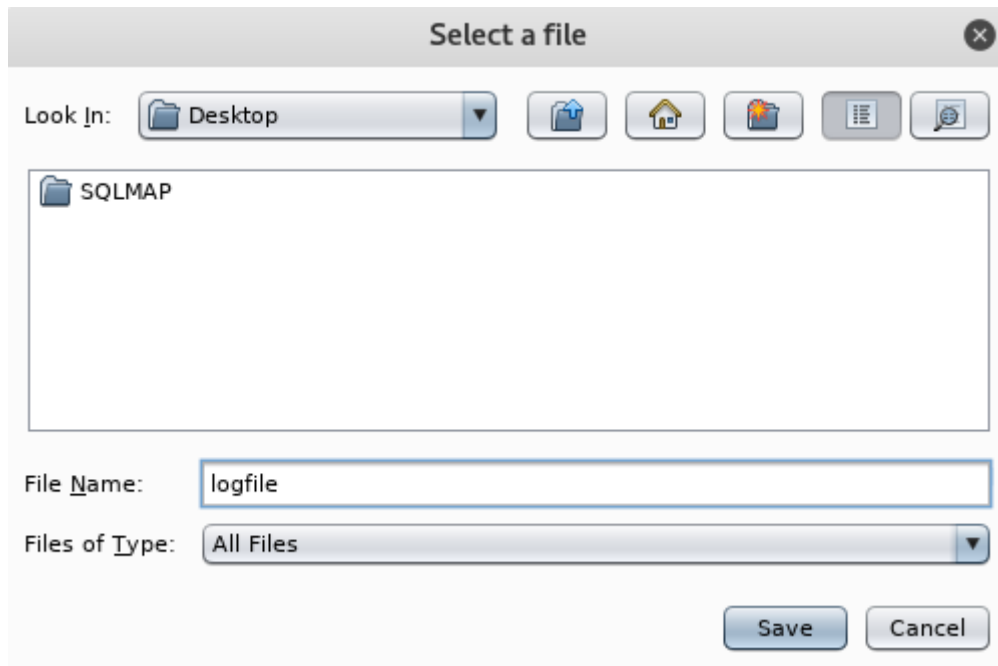 Select a file
Look In: Desktop
SQLMAP
File Name: logfile
Files of Type: All Files
Save Cancel